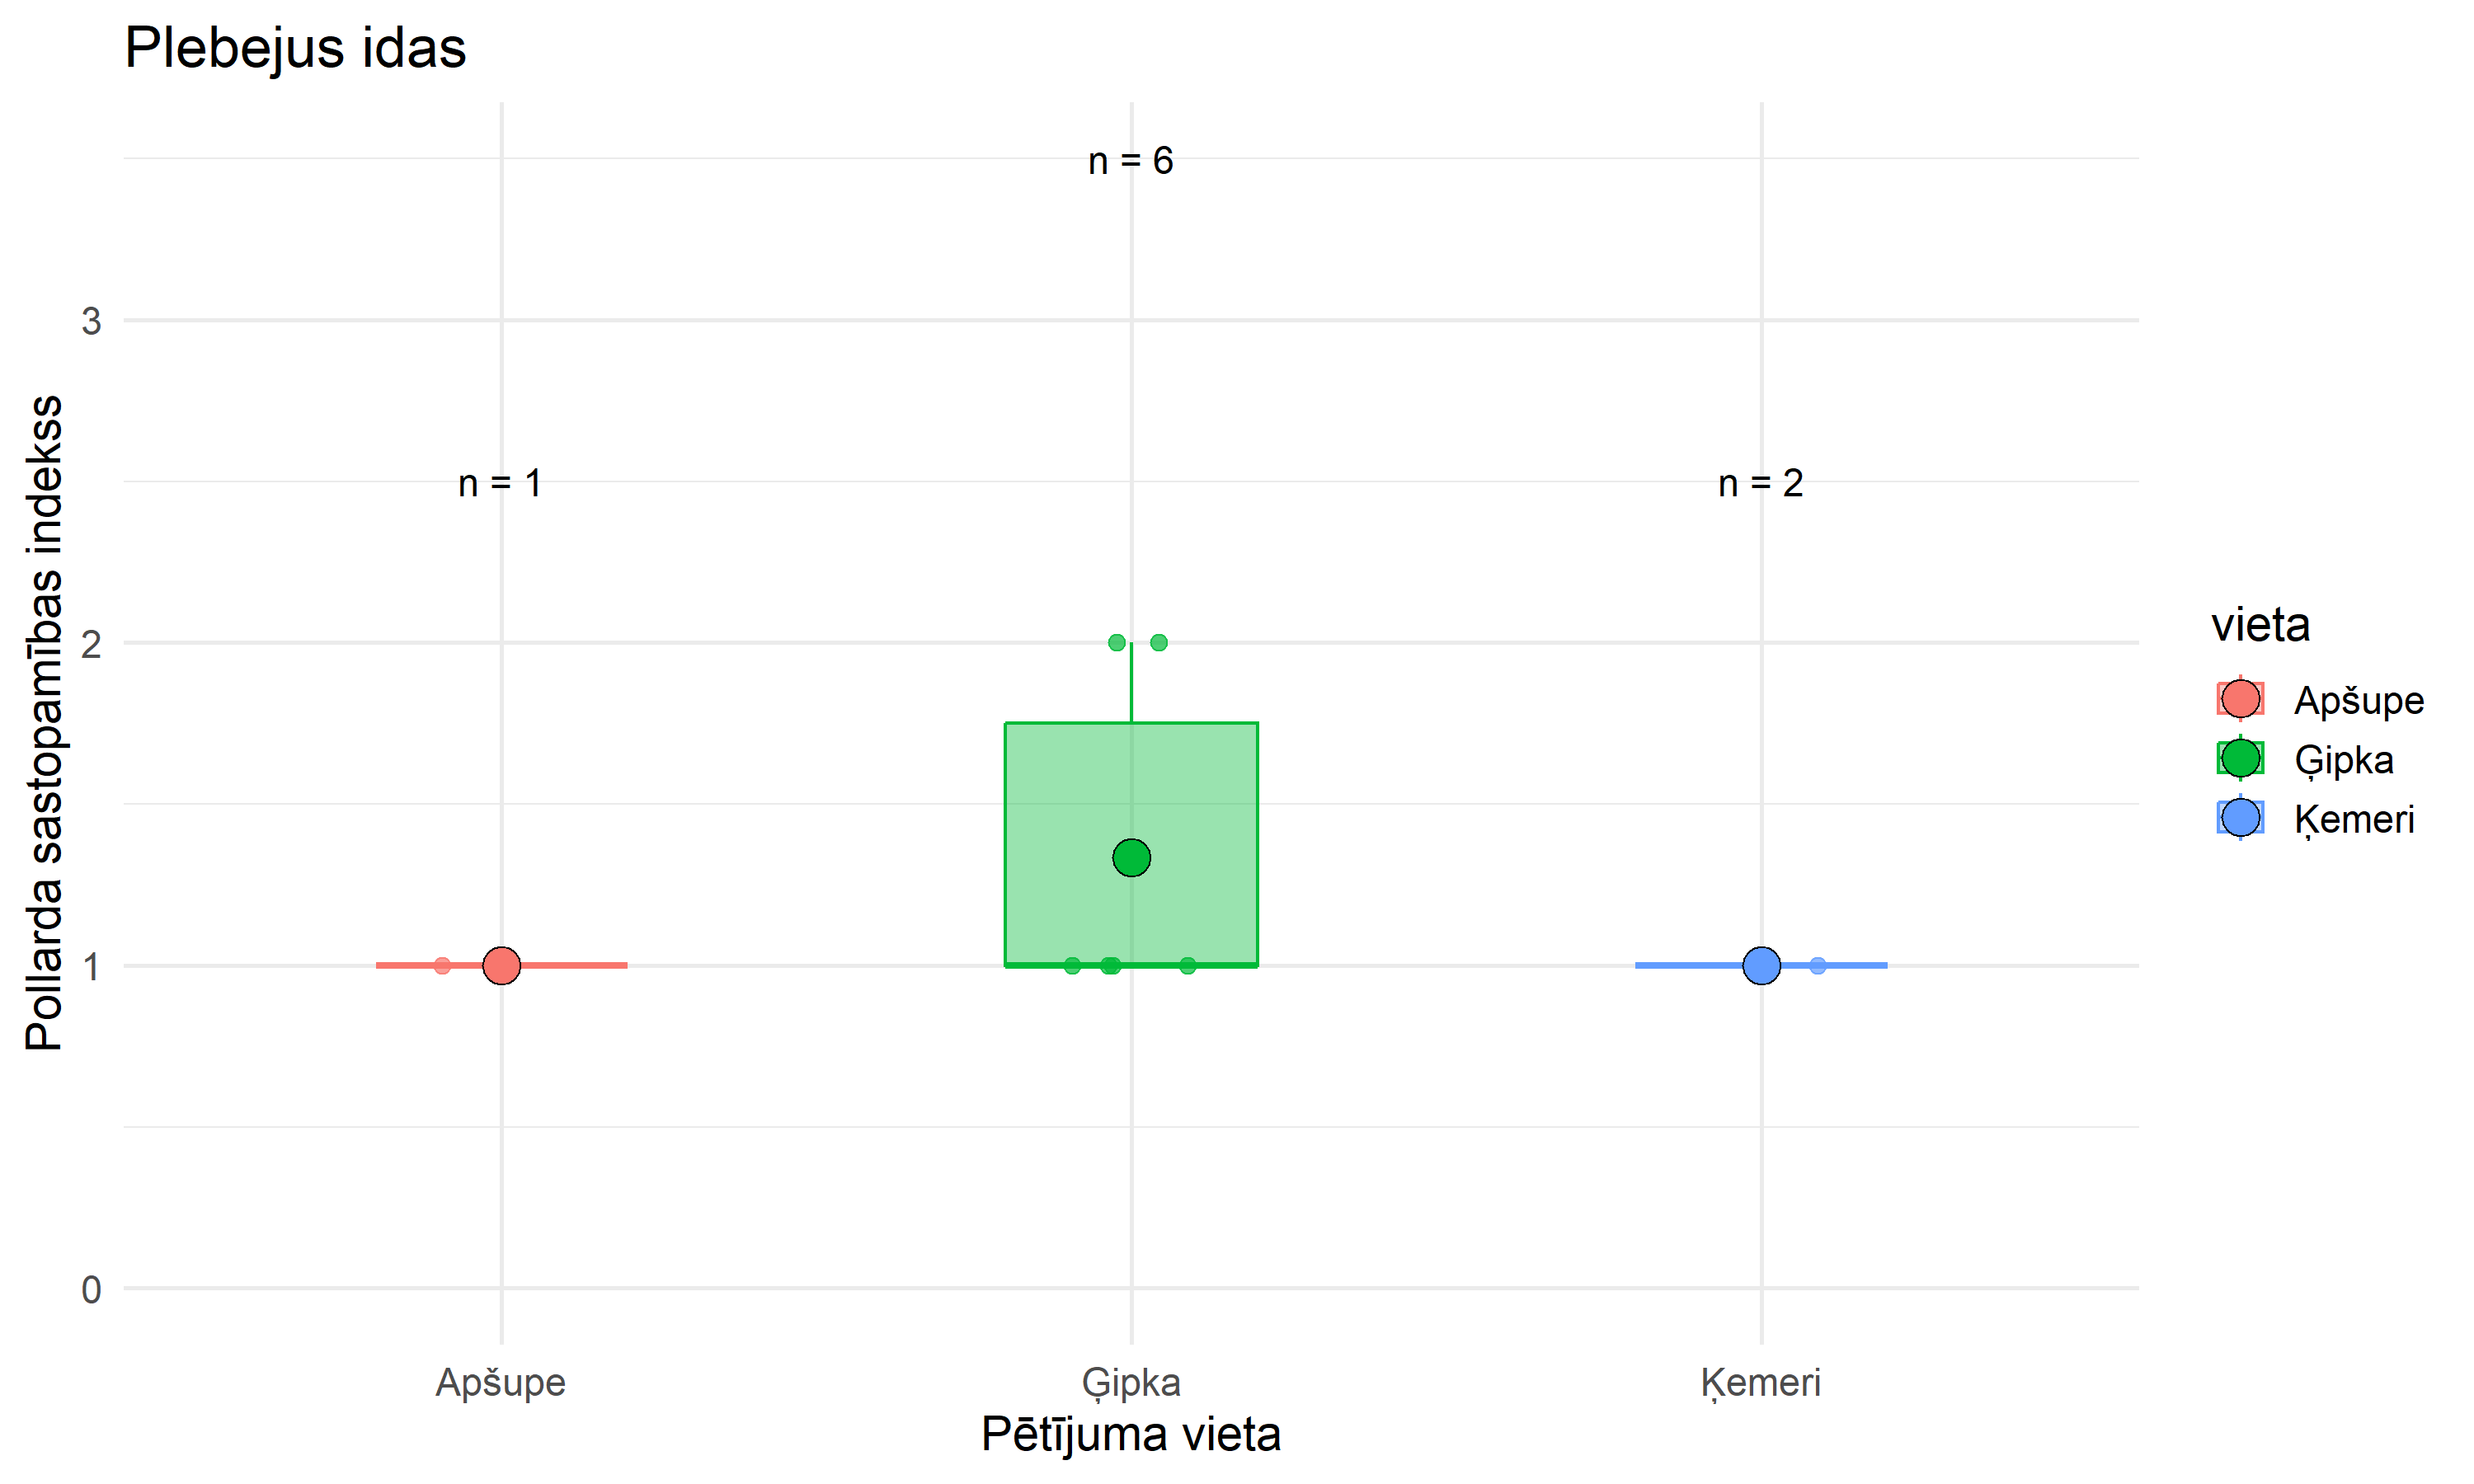 Plebejus idas
n = 6
n = 1
n = 2
3
2
1
0
Pollarda sastopamības indekss
Apšupe
Ģipka
Ķemeri
Pētījuma vieta
vieta
Apšupe
Ģipka
Ķemeri